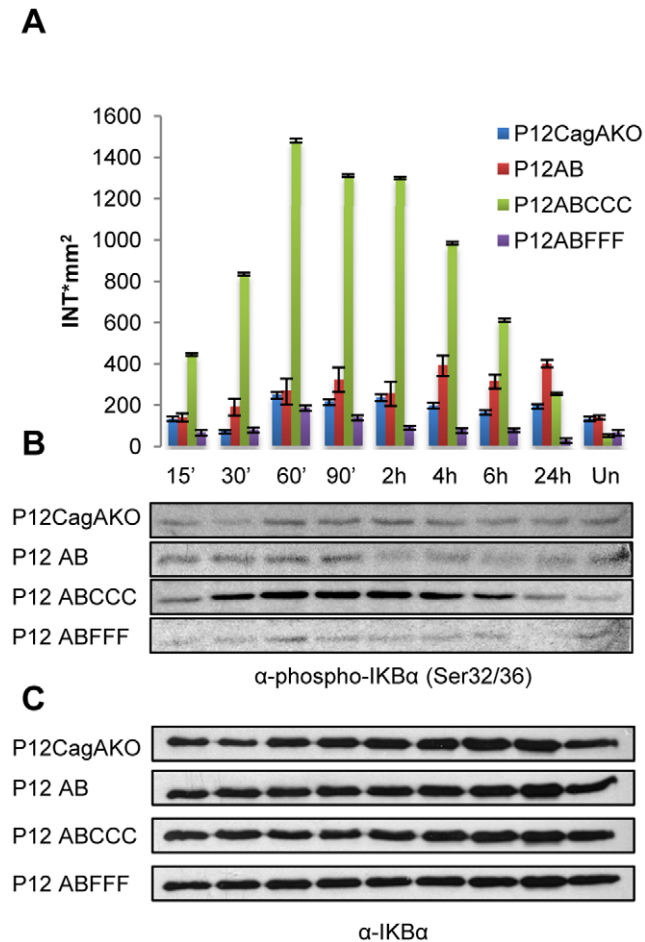 A
1600
1400
1200
1000
800
600
400
200
0
INT*mm²
P12CagAKO
P12AB
P12ABCCC
P12ABFFF
15’ 30’ 60’ 90’ 2h 4h 6h 24h Un
B
P12CagAKO
P12 AB
P12 ABCCC
P12 ABFFF
α-phospho-IKBα (Ser32/36)
C
P12CagAKO
P12 AB
P12 ABCCC
P12 ABFFF
α-IKBα